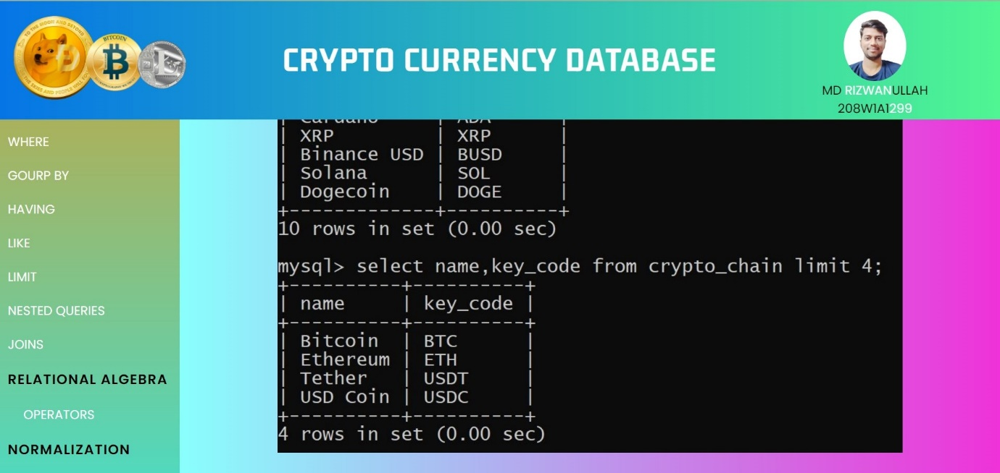 CRYPTO CURRENCY DATABASE
MD RIZWANULLAH
208W1A1299
BITCOIN
WHERE
GOURP BY
HAVING
LIKE
LIMIT
NESTED QUERIES
JOINS
RELATIONAL ALGEBRA
OPERATORS
NORMALIZATION
| Cardano | ADA |
| XRP | XRP |
| Binance USD | BUSD |
| Solana | SOL |
| Dogecoin | DOGE |
+-------------+----------+
10 rows in set (0.00 sec)
mysql> select name,key_code from crypto_chain limit 4;
+----------+----------+
| name | key_code |
+----------+----------+
| Bitcoin | BTC |
| Ethereum | ETH |
| Tether | USDT |
| USD Coin | USDC |
+----------+----------+
4 rows in set (0.00 sec)